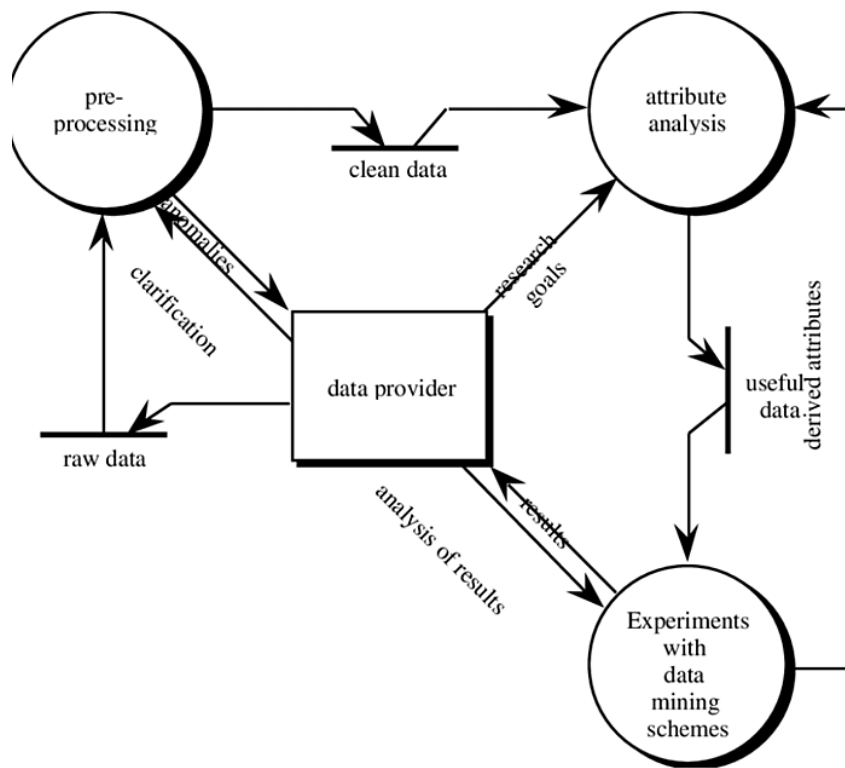 pre-
processing
attribute
analysis
clean data
anomalies
clarification
research
goals
data provider
useful
data
derived attributes
raw data
analysis of results
results
Experiments
with
data
mining
schemes